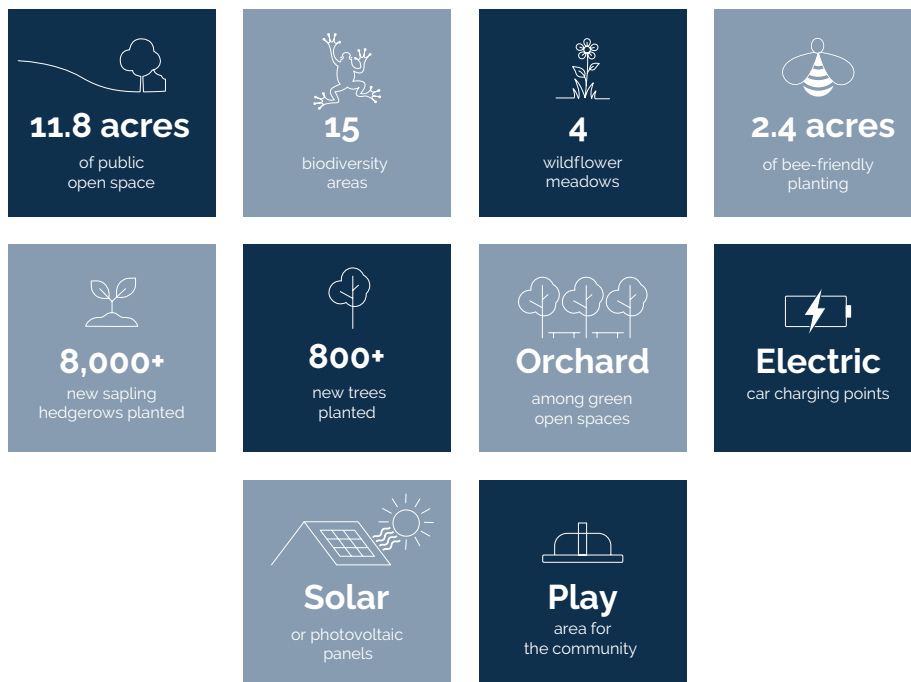 11.8 acres
of public
open space
15
biodiversity
areas
4
wildflower
meadows
2.4 acres
of bee-friendly
planting
8,000+
new sapling
hedgerows planted
800+
new trees
planted
Orchard
among green
open spaces
Electric
car charging points
Solar
or photovoltaic
panels
Play
area for
the community